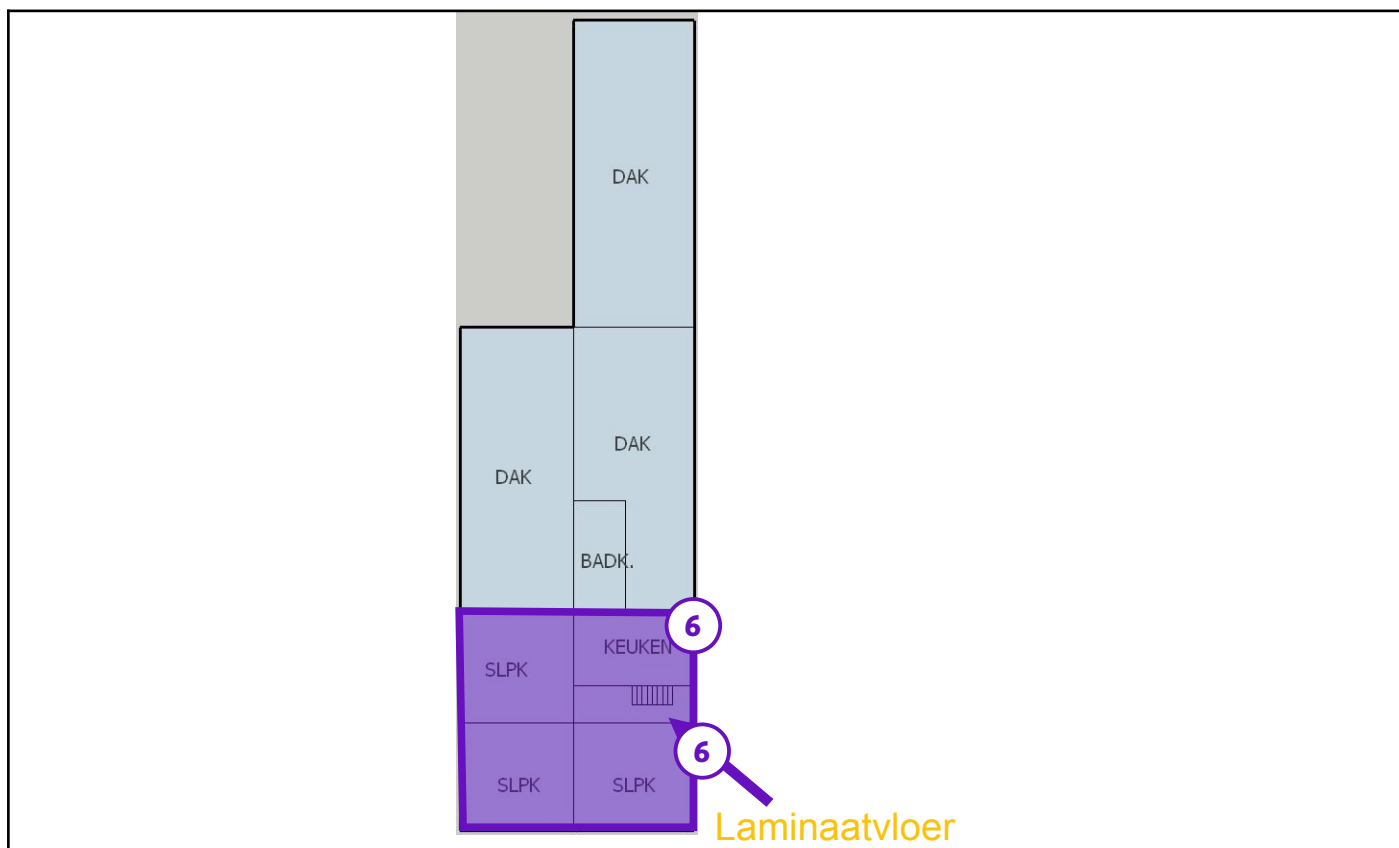 DAK
DAK
DAK
BADK.
6
KEUKEN
SLPK
6
SLPK
SLPK
Laminaatvloer